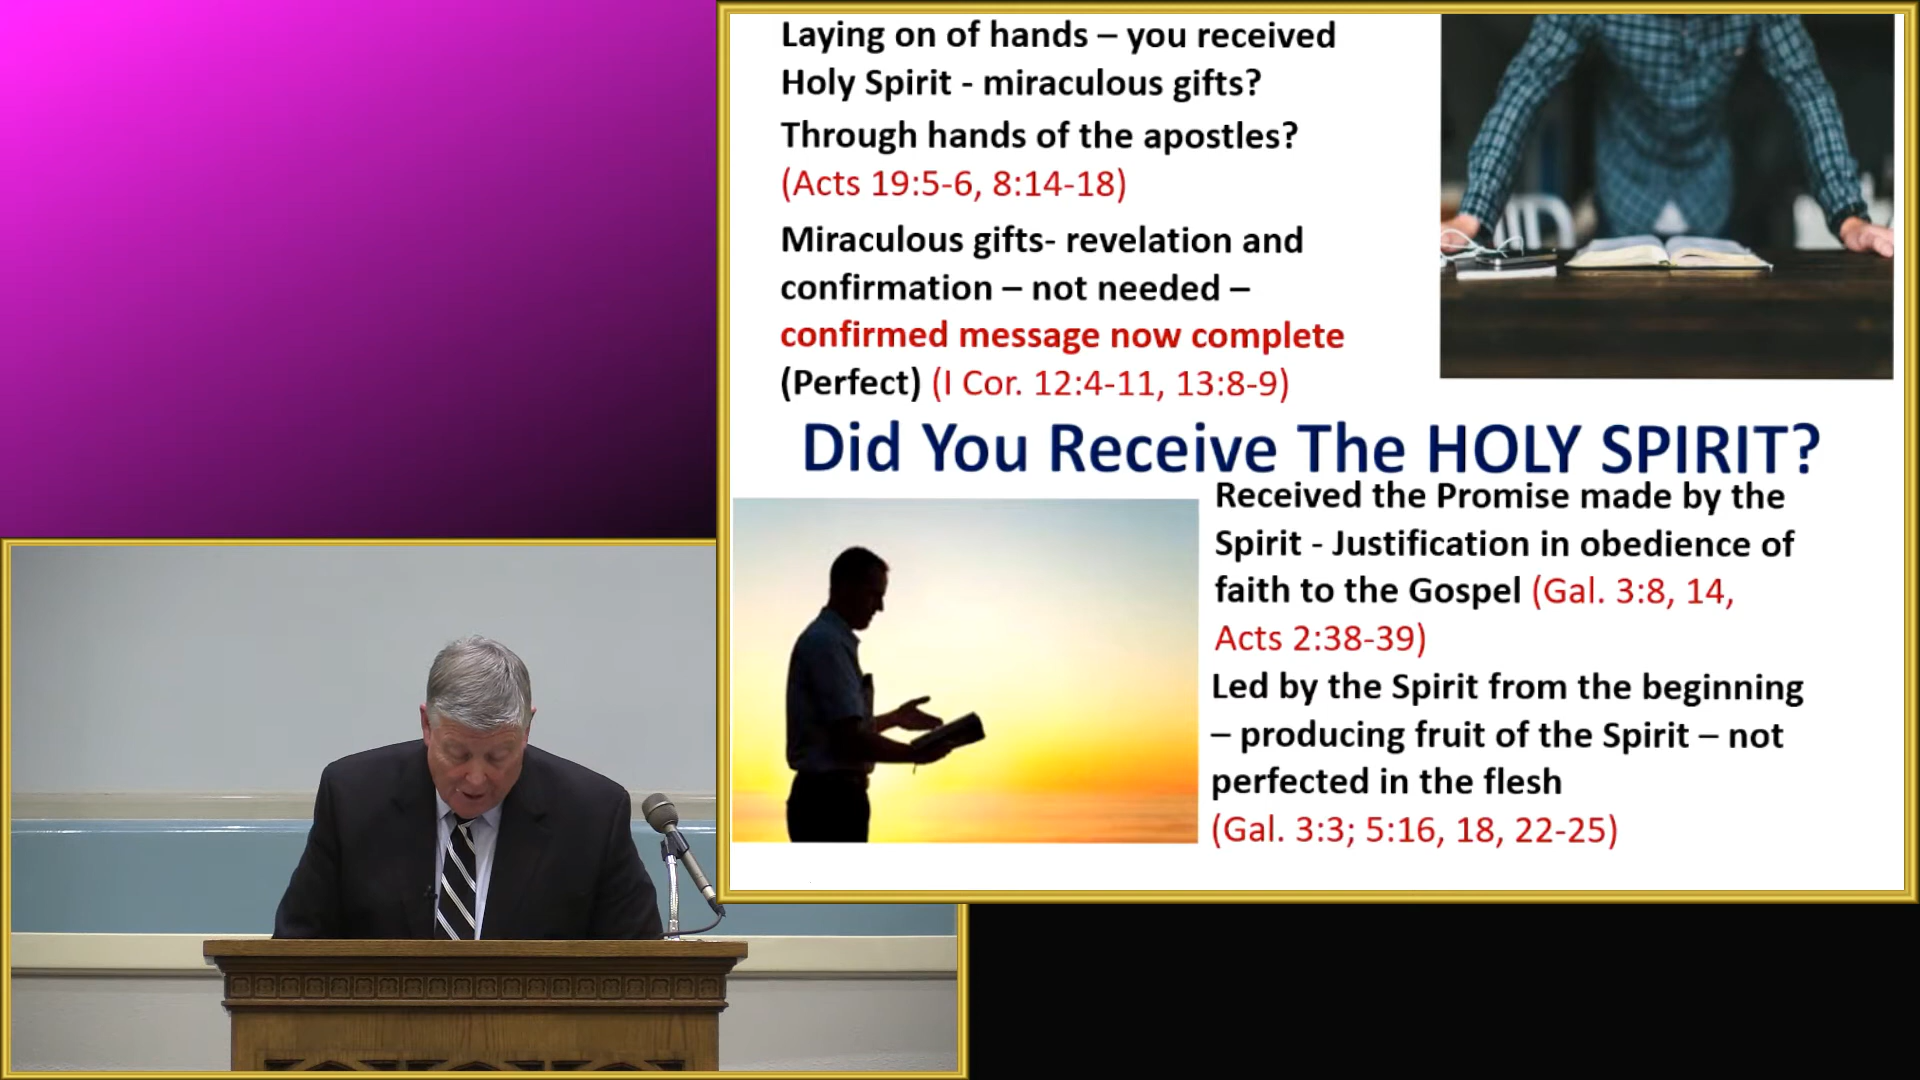 Laying on of hands – you received
Holy Spirit - miraculous gifts?
Through hands of the apostles?
(Acts 19:5-6, 8:14-18)
Miraculous gifts- revelation and
confirmation – not needed –
confirmed message now complete
(Perfect) (I Cor. 12:4-11, 13:8-9)
Did You Receive The HOLY SPIRIT?
Received the Promise made by the
Spirit - Justification in obedience of
faith to the Gospel (Gal. 3:8, 14,
Acts 2:38-39)
Led by the Spirit from the beginning
– producing fruit of the Spirit – not
perfected in the flesh
(Gal. 3:3; 5:16, 18, 22-25)